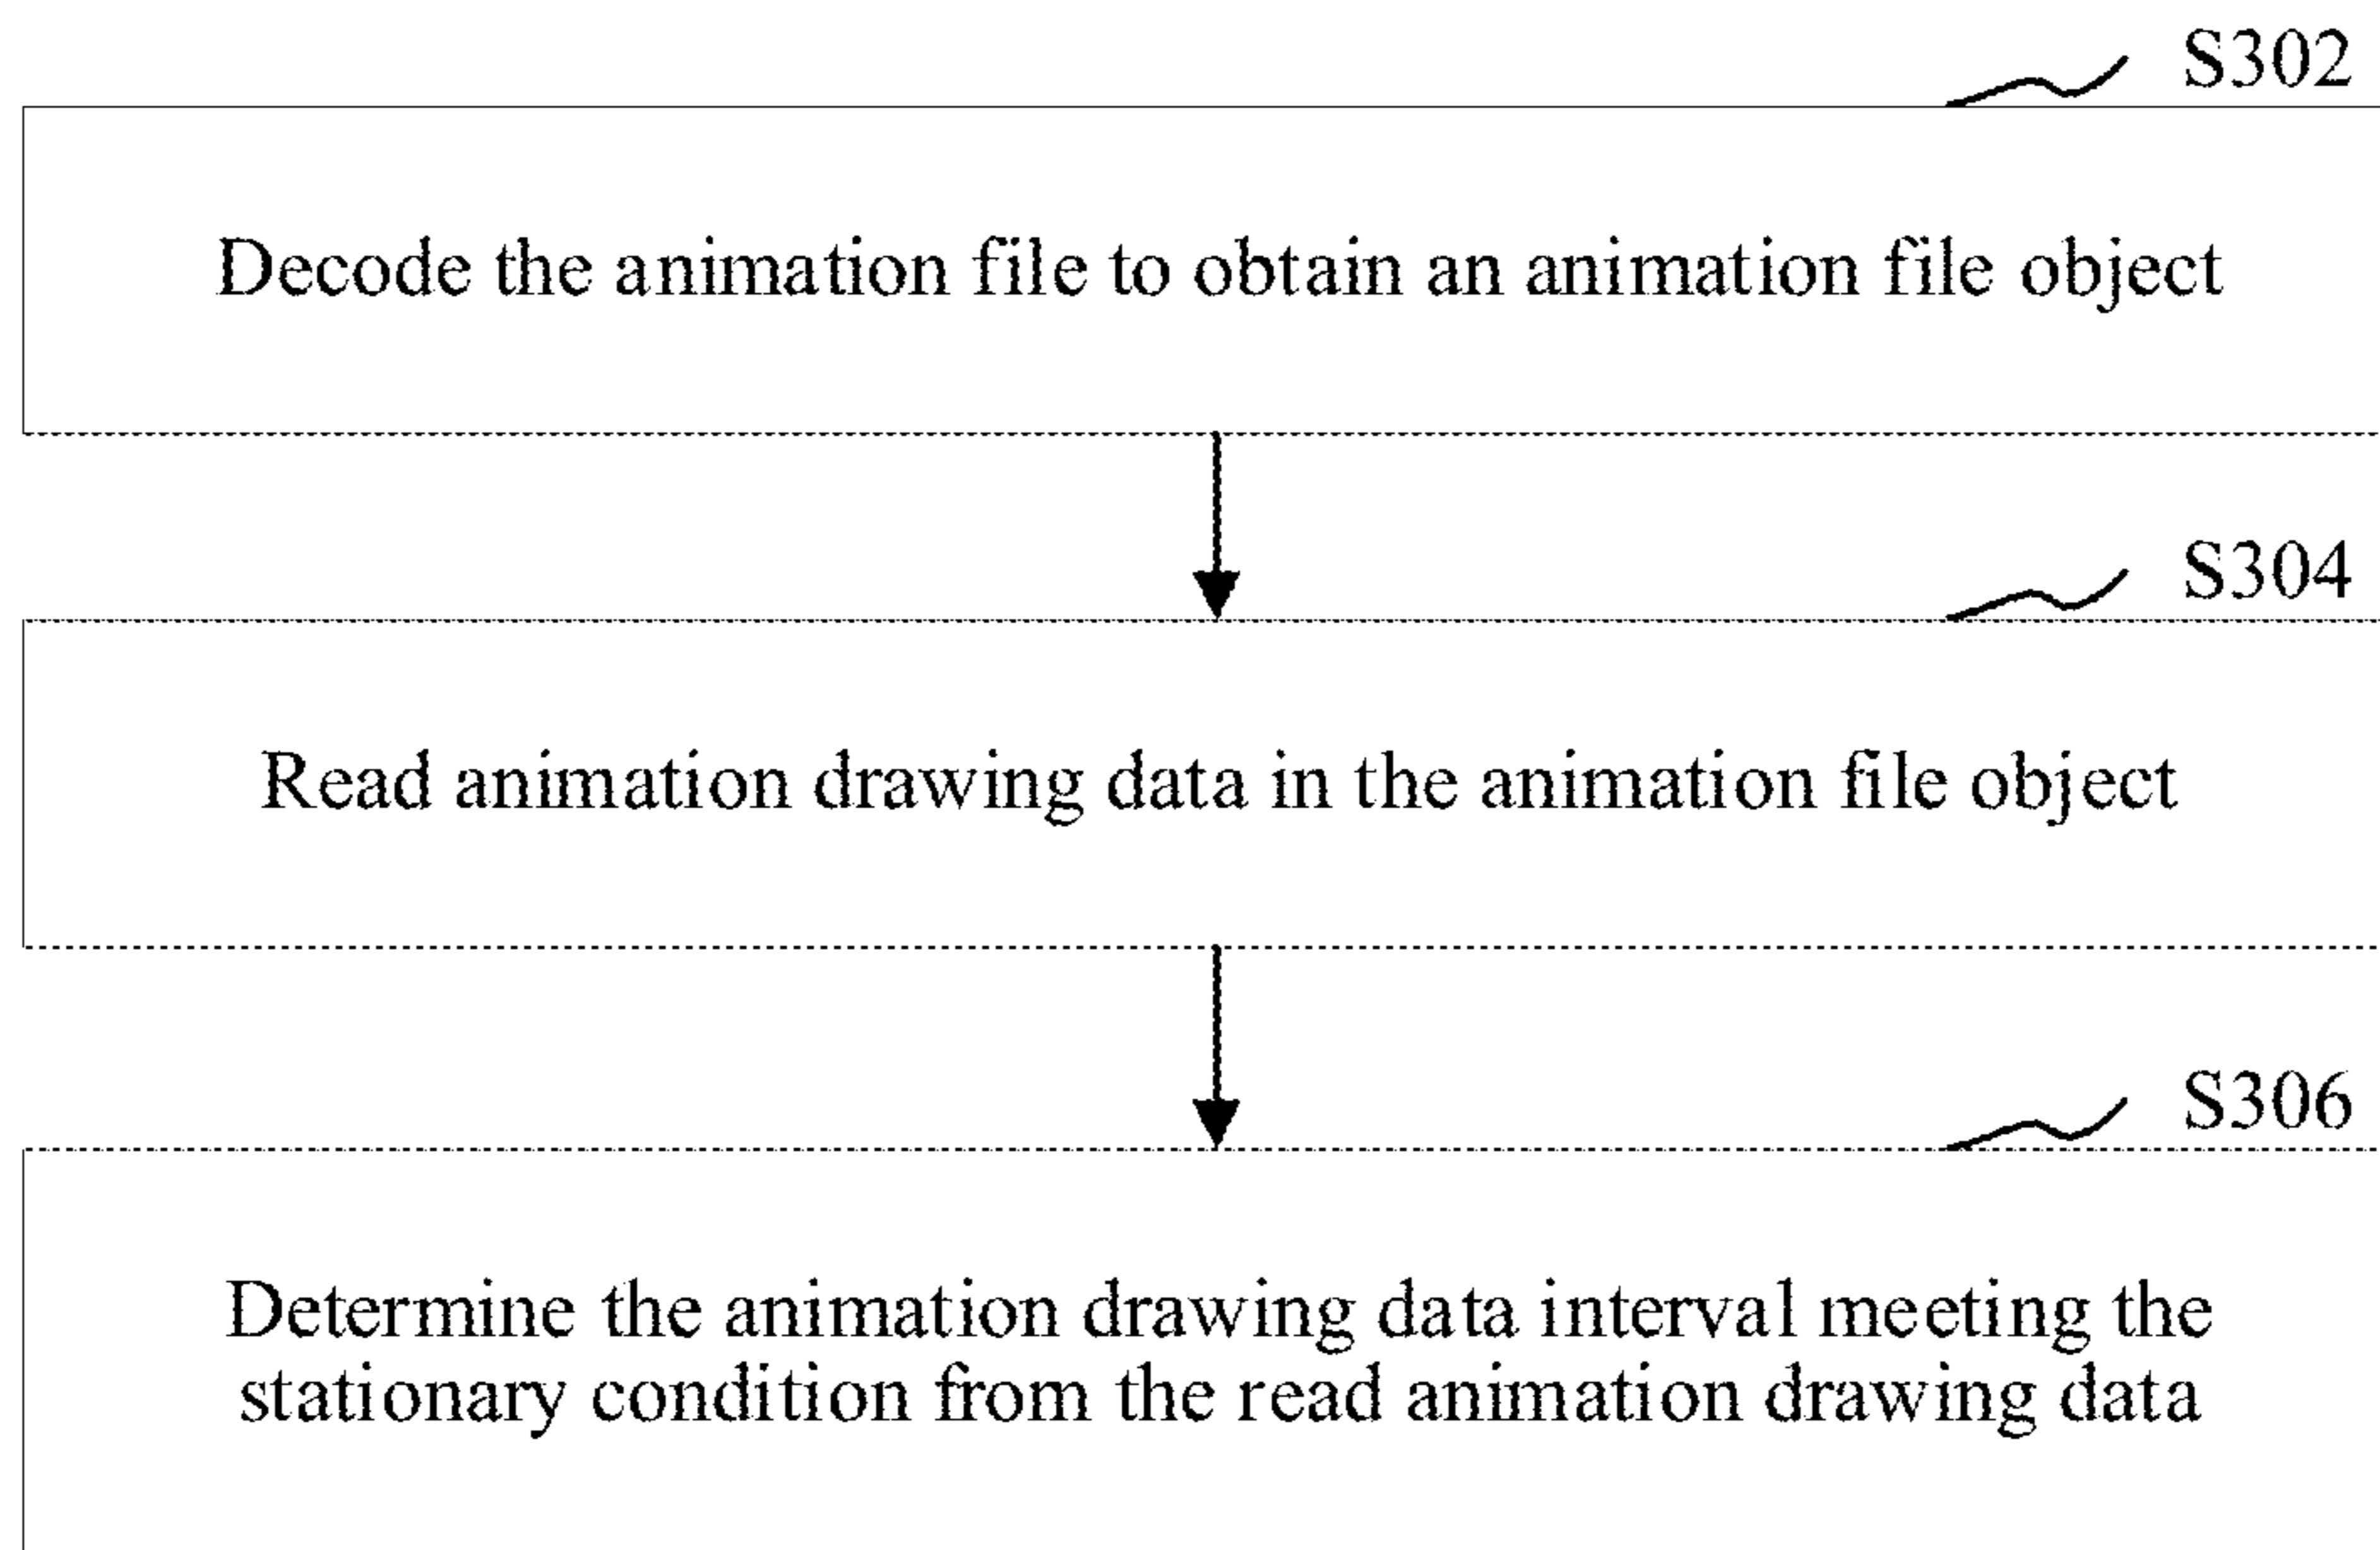 S302
Decode the animation file to obtain an animation file object
S304
Read animation drawing data in the animation file object
S306
Determine the animation drawing data interval meeting the
stationary condition from the read animation drawing data